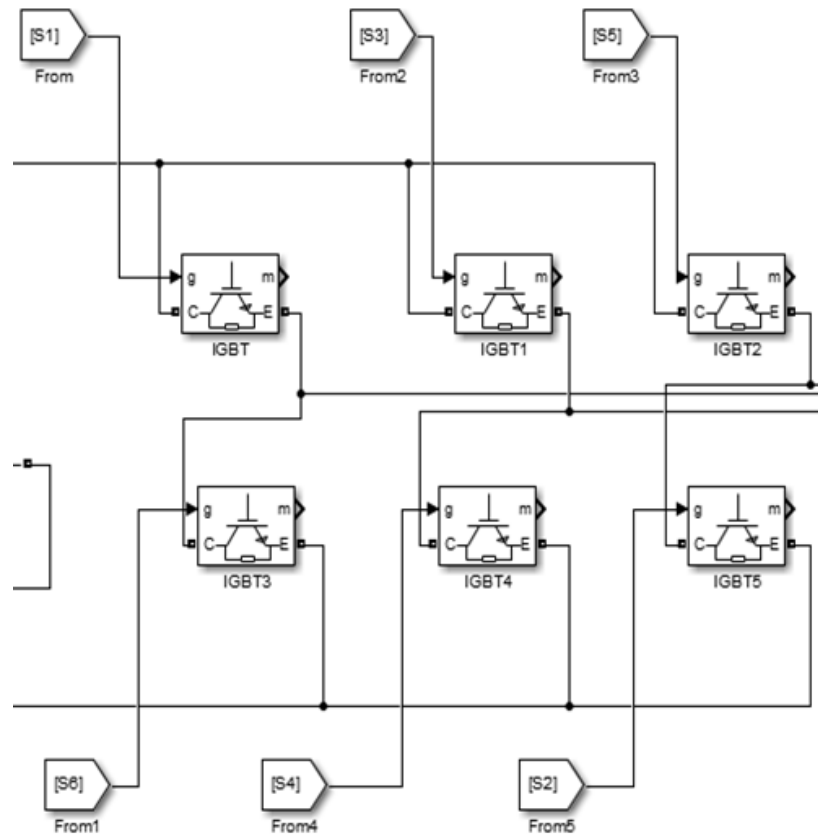 [S1]
From
[S3]
From2
[S5]
From3
g m
C E
IGBT
g m
C E
IGBT1
g m
C E
IGBT2
g m
C E
IGBT3
g m
C E
IGBT4
g m
C E
IGBT5
[S6]
From1
[S4]
From4
[S2]
From5